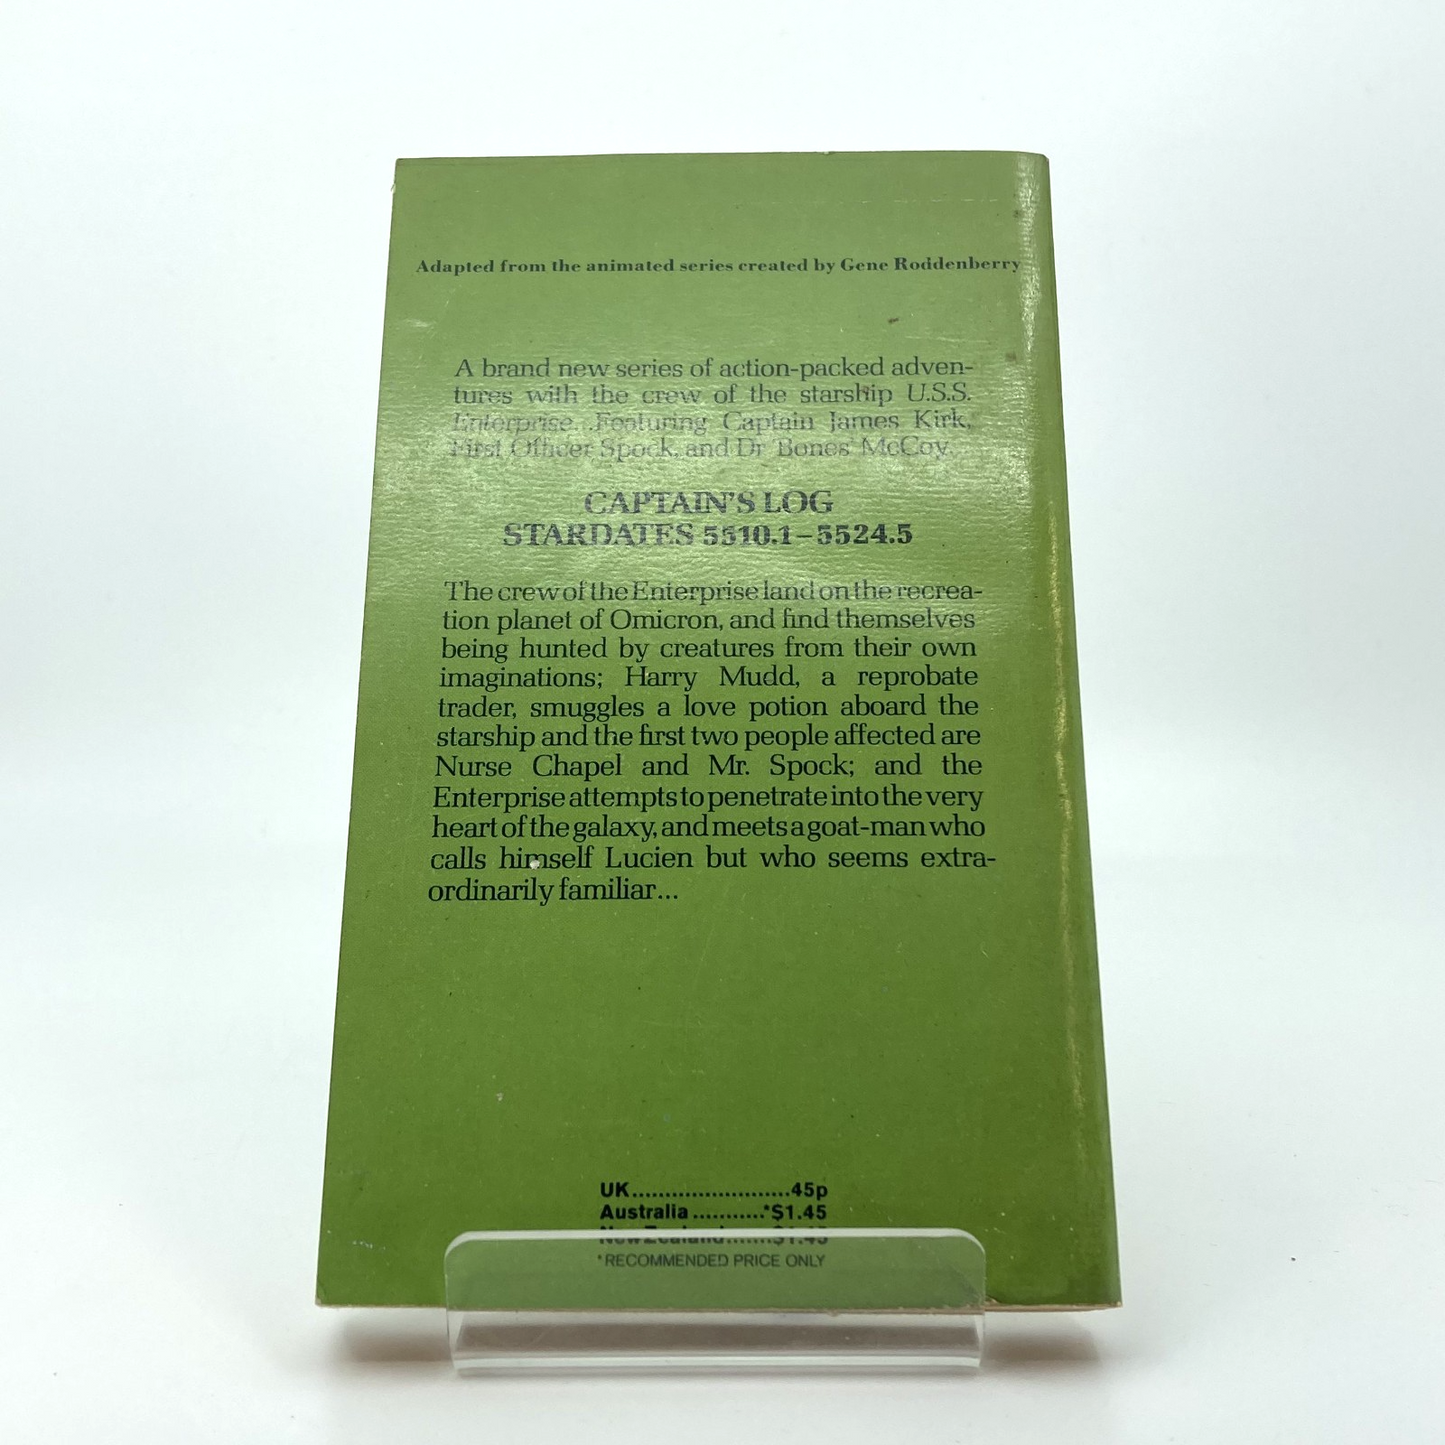 Adapted from the animated series created by Gene Roddenberry
A brand new series of action-packed adven-
tures with the crew of the starship U.S.S.
Enterprise. Featuring Captain James Kirk,
First Officer Spock, and Dr 'Bones' McCoy.
CAPTAIN'S LOG
STARDATES 5510.1–5524.5
The crew of the Enterprise land on the recrea-
tion planet of Omicron, and find themselves
being hunted by creatures from their own
imaginations; Harry Mudd, a reprobate
trader, smuggles a love potion aboard the
starship and the first two people affected are
Nurse Chapel and Mr. Spock; and the
Enterprise attempts to penetrate into the very
heart of the galaxy, and meets a goat-man who
calls himself Lucien but who seems extra-
ordinarily familiar...
UK........................45p
Australia ...........*$1.45
New Zealand.......$1.45
*RECOMMENDED PRICE ONLY